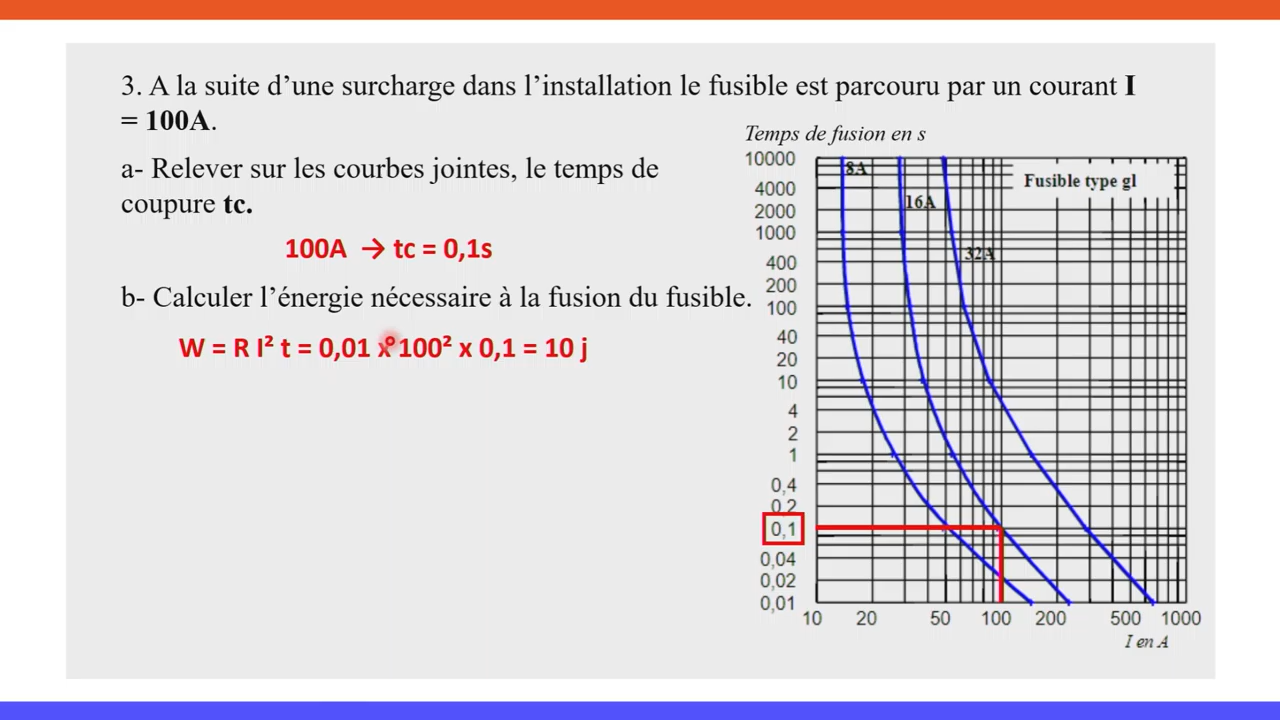 3. A la suite d’une surcharge dans l’installation le fusible est parcouru par un courant I
= 100A.
a- Relever sur les courbes jointes, le temps de
coupure tc.
100A → tc = 0,1s
b- Calculer l’énergie nécessaire à la fusion du fusible.
W = R I² t = 0,01 x 100² x 0,1 = 10 j
Temps de fusion en s
Fusible type gl
8A
16A
32A
10000
4000
2000
1000
400
200
100
40
20
10
4
2
1
0,4
0,2
0,1
0,04
0,02
0,01
10 20 50 100 200 500 1000
I en A